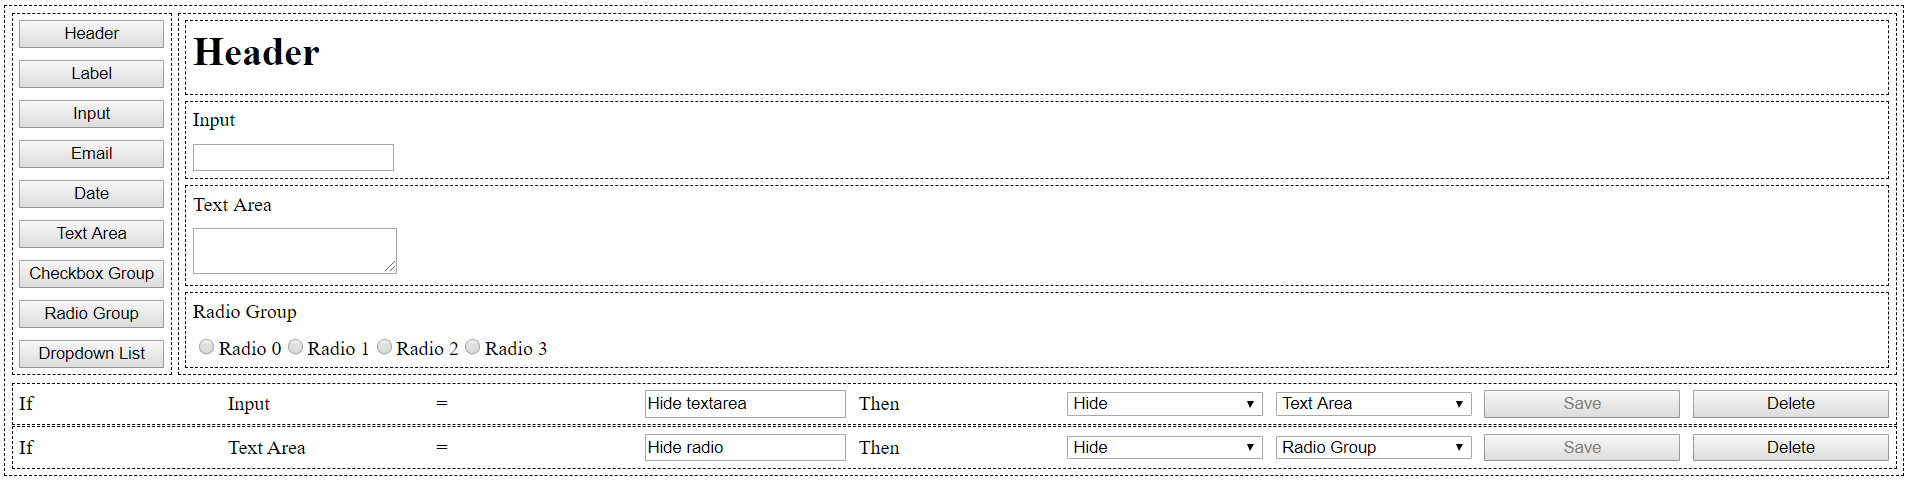 Header
Label
Input
Email
Date
Text Area
Checkbox Group
Radio Group
Dropdown List
Header
Input
Text Area
Radio Group
Radio 0 Radio 1 Radio 2 Radio 3
If Input = Hide textarea Then Hide Text Area Save Delete
If Text Area = Hide radio Then Hide Radio Group Save Delete